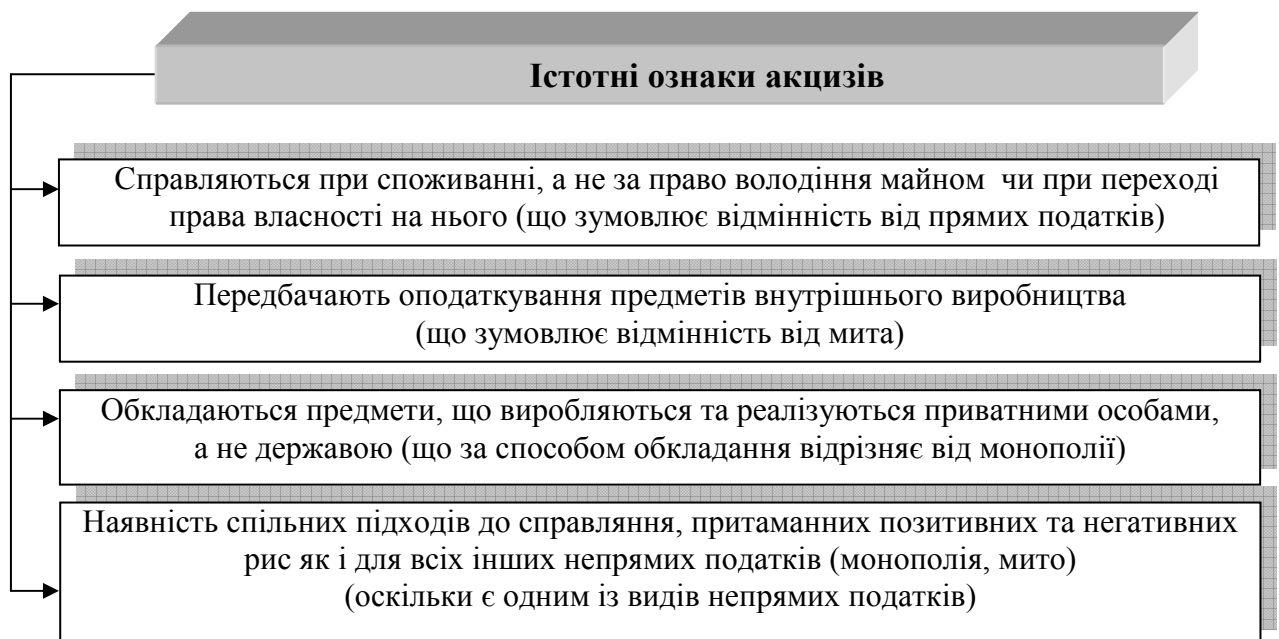 Істотні ознаки акцизів
Справляються при споживанні, а не за право володіння майном чи при переході
права власності на нього (що зумовлює відмінність від прямих податків)
Передбачають оподаткування предметів внутрішнього виробництва
(що зумовлює відмінність від мита)
Обкладаються предмети, що виробляються та реалізуються приватними особами,
а не державою (що за способом обкладання відрізняє від монополії)
Наявність спільних підходів до справляння, притаманних позитивних та негативних
рис як і для всіх інших непрямих податків (монополія, мито)
(оскільки є одним із видів непрямих податків)